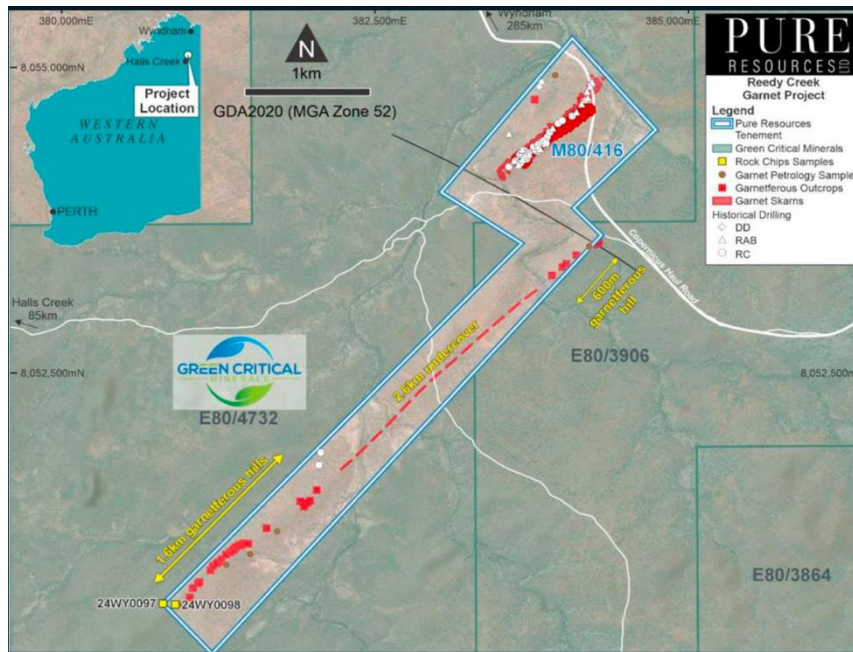 380,000mE
382,500mE
385,000mE
8,055,000mN
Wyndham
Halls Creek
Project
Location
WESTERN
AUSTRALIA
PERTH
N
1km
GDA2020 (MGA Zone 52)
Wyndham
285km
PURE
RESOURCES LTD
Reedy Creek
Garnet Project
Legend
Pure Resources
Tenement
Green Critical Minerals
Rock Chips Samples
Garnet Petrology Sample
Garnetferous Outcrops
Garnet Skarns
Historical Drilling
DD
RAB
RC
M80/416
Copernicus Haul Road
600m
garnetferous
hill
Halls Creek
85km
8,052,500mN
8,052,500mN
GREEN CRITICAL
MINERALS
E80/4732
2.6km undercover
E80/3906
1.6km garnetferous hills
E80/3864
24WY0097
24WY0098